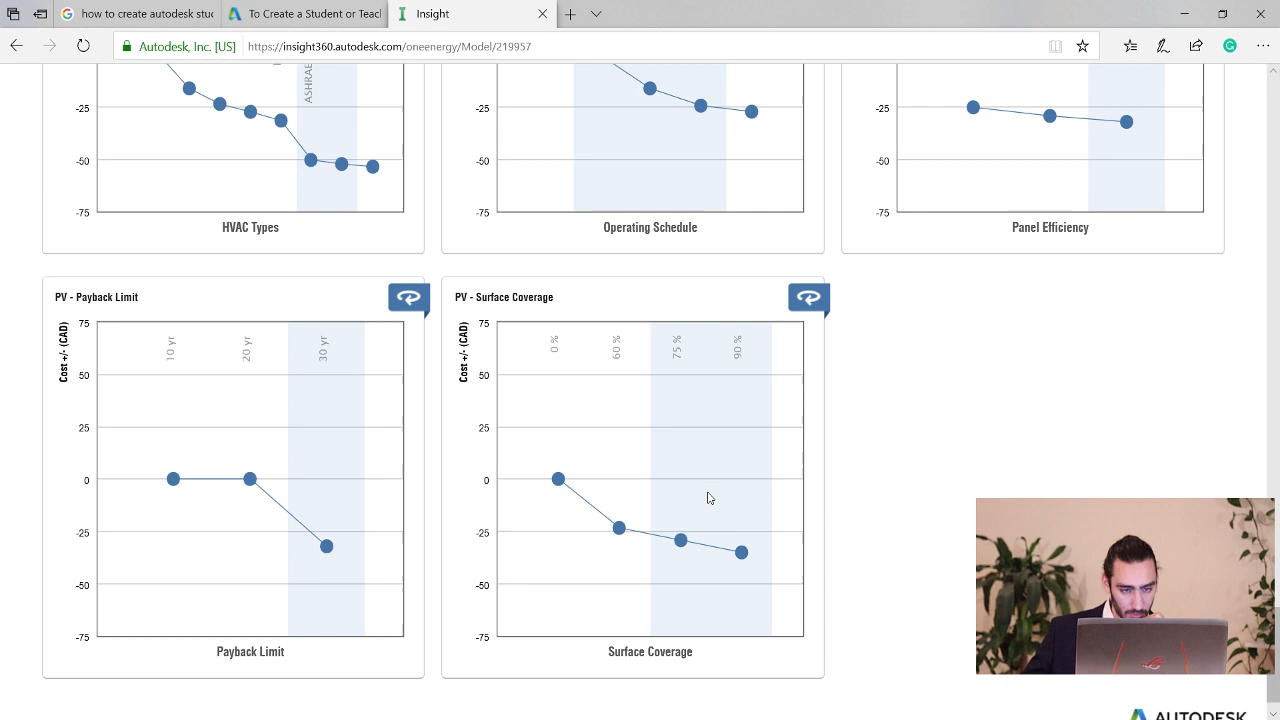 how to create autodesk stu
To Create a Student or Teac
Insight
Autodesk, Inc. [US]
https://insight360.autodesk.com/oneenergy/Model/219957
ASHRAE
-25
-50
-75
HVAC Types
-25
-50
-75
Operating Schedule
-25
-50
-75
Panel Efficiency
PV - Payback Limit
Cost +/- (CAD)
75
50
25
0
-25
-50
-75
10 yr
20 yr
30 yr
Payback Limit
PV - Surface Coverage
Cost +/- (CAD)
75
50
25
0
-25
-50
-75
0 %
60 %
75 %
90 %
Surface Coverage
AUTODESK